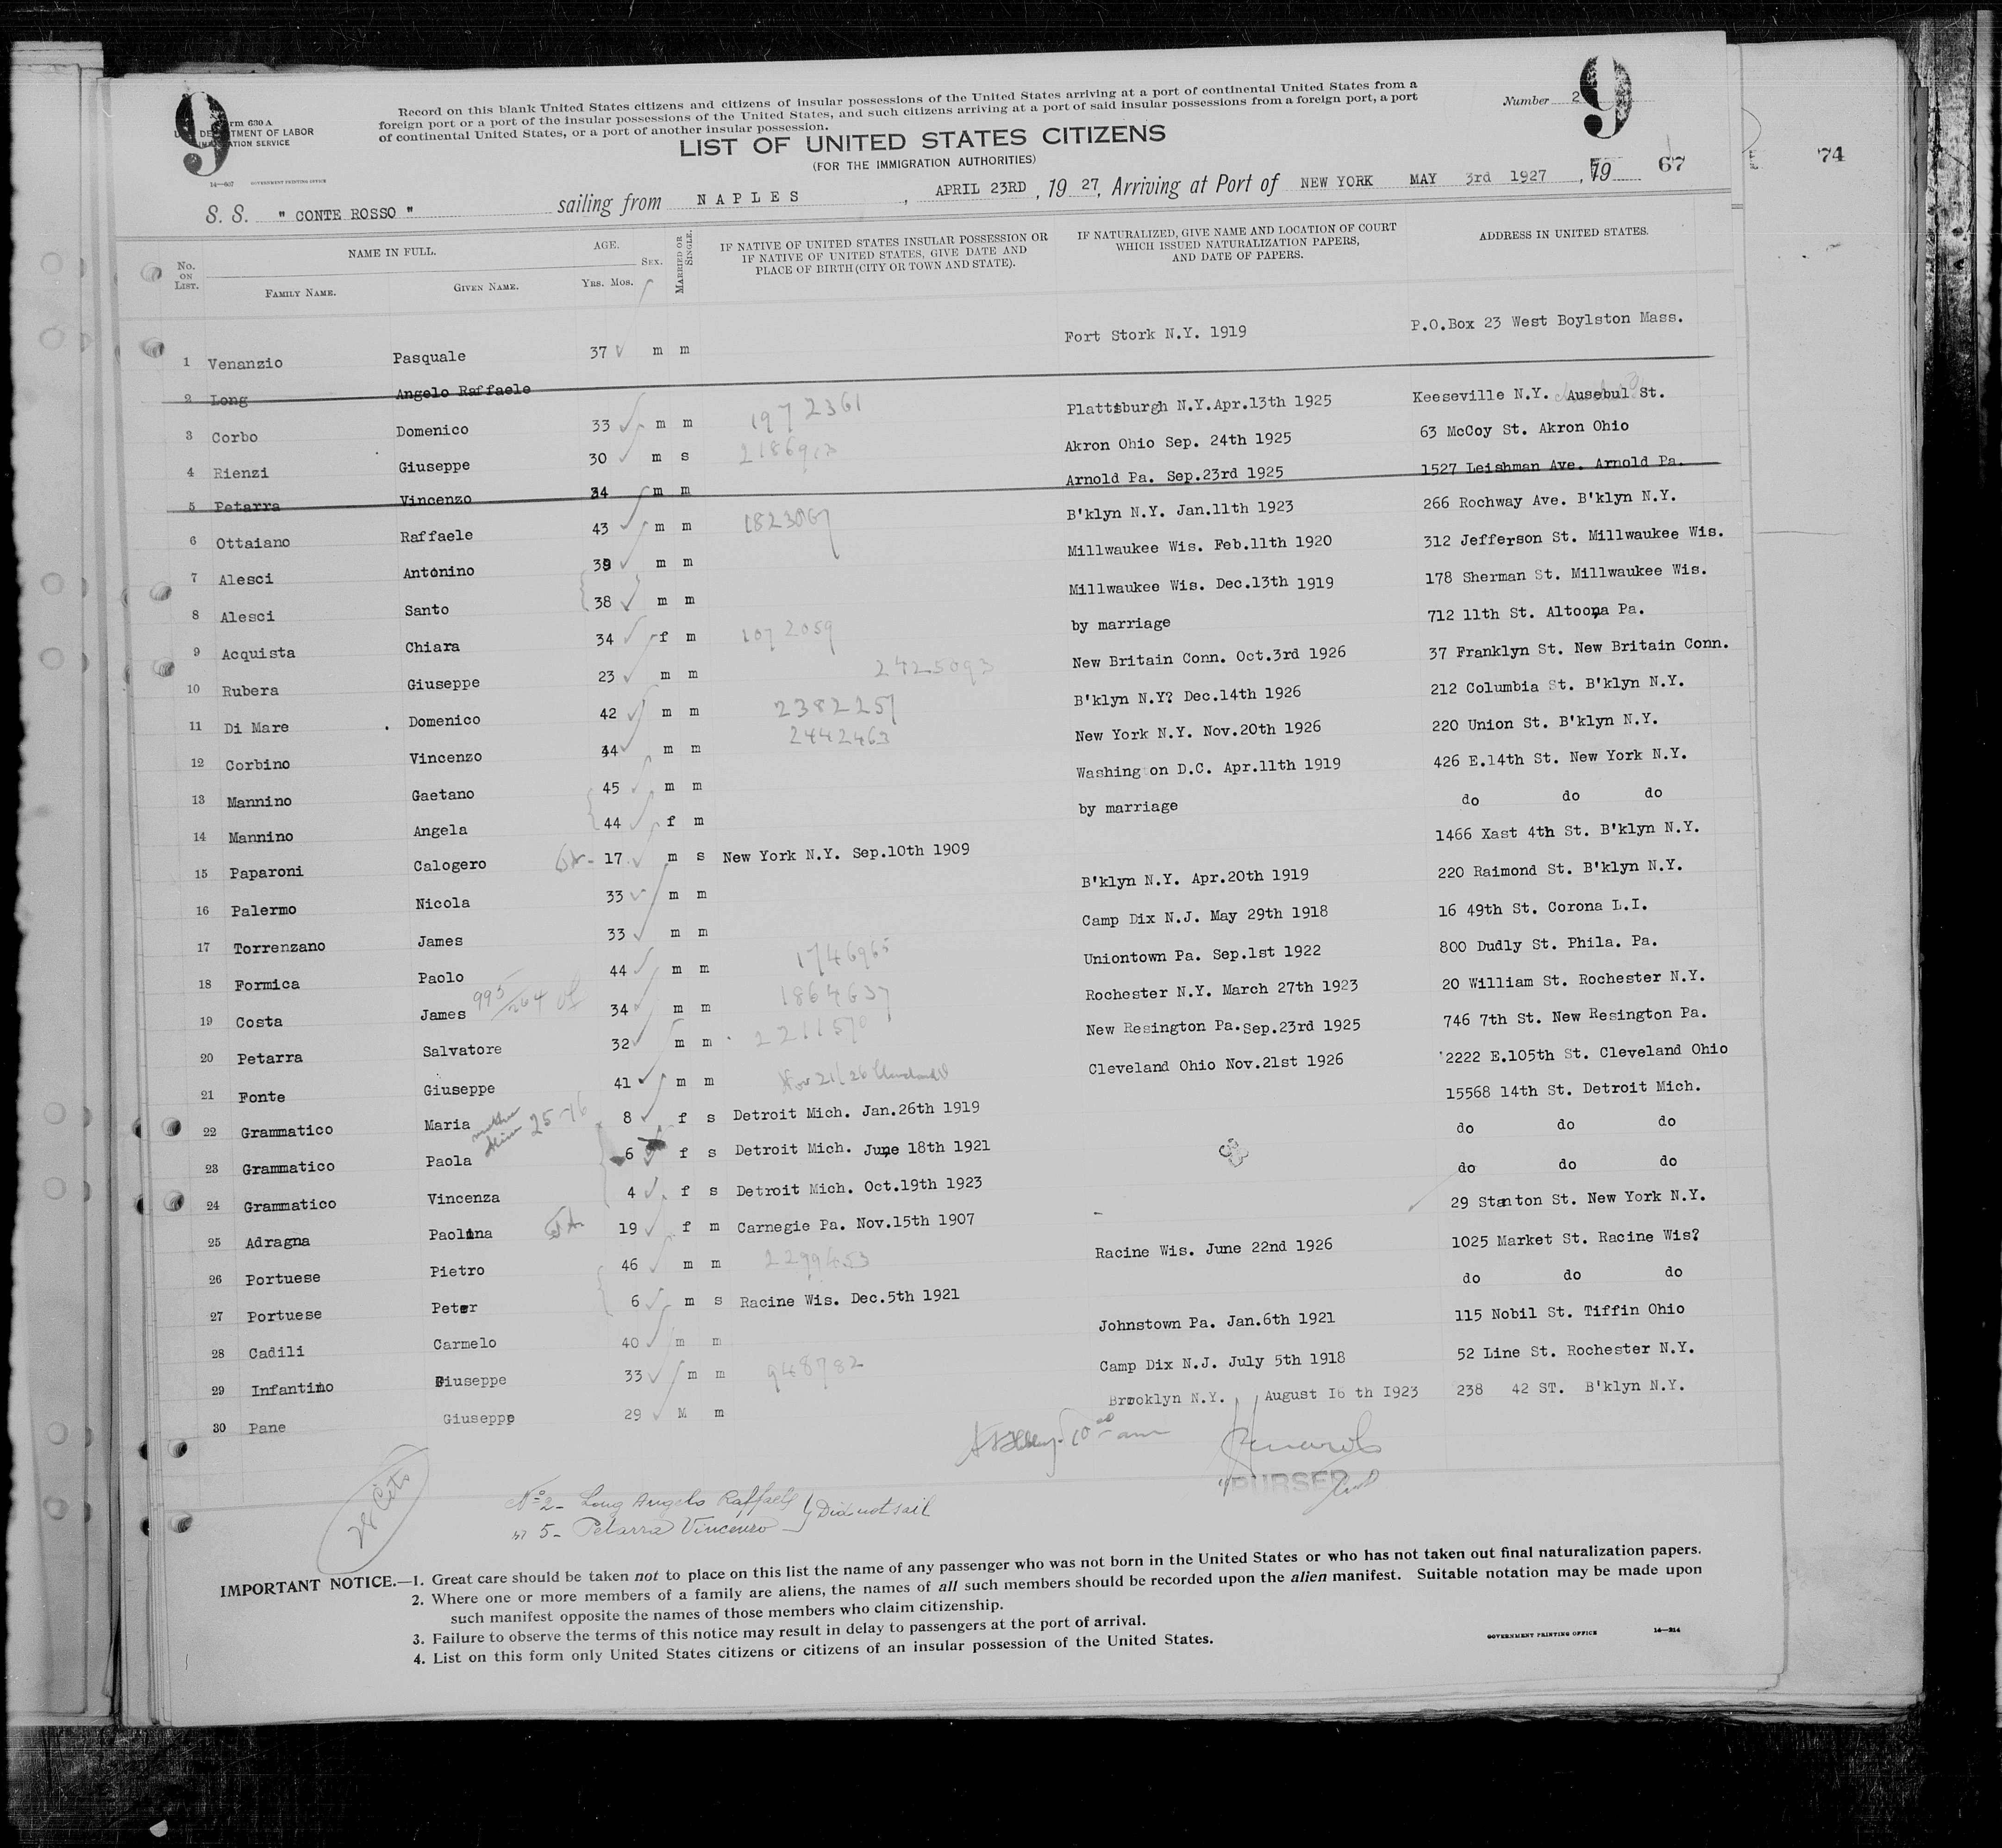 9
Form 630 A
U.S. DEPARTMENT OF LABOR
IMMIGRATION SERVICE
14—607 GOVERNMENT PRINTING OFFICE
Record on this blank United States citizens and citizens of insular possessions of the United States arriving at a port of continental United States from a
foreign port or a port of the insular possessions of the United States, and such citizens arriving at a port of said insular possessions from a foreign port, a port
of continental United States, or a port of another insular possession.
Number 2 9
LIST OF UNITED STATES CITIZENS
(FOR THE IMMIGRATION AUTHORITIES)
S. S. " CONTE ROSSO " sailing from NAPLES, APRIL 23RD, 1927, Arriving at Port of NEW YORK MAY 3rd 1927, 19 67
74
No. ON LIST. NAME IN FULL. FAMILY NAME. GIVEN NAME. AGE. YRS. MOS. SEX. MARRIED OR SINGLE. IF NATIVE OF UNITED STATES INSULAR POSSESSION OR IF NATIVE OF UNITED STATES, GIVE DATE AND PLACE OF BIRTH (CITY OR TOWN AND STATE). IF NATURALIZED, GIVE NAME AND LOCATION OF COURT WHICH ISSUED NATURALIZATION PAPERS, AND DATE OF PAPERS. ADDRESS IN UNITED STATES.
1 Venanzio Pasquale 37 m m Fort Stork N.Y. 1919 P.O.Box 23 West Boylston Mass.
2 Long Angelo Raffaele
3 Corbo Domenico 33 m m 1972361 Plattsburgh N.Y.Apr.13th 1925 Keeseville N.Y. Ausebul St.
4 Rienzi Giuseppe 30 m s Akron Ohio Sep. 24th 1925 63 McCoy St. Akron Ohio
5 Petarra Vincenzo 34 m m Arnold Pa. Sep.23rd 1925 1527 Leishman Ave. Arnold Pa.
6 Ottaiano Raffaele 43 m m 1823067 B'klyn N.Y. Jan.11th 1923 266 Rochway Ave. B'klyn N.Y.
7 Alesci Antonino 39 m m Millwaukee Wis. Feb.11th 1920 312 Jefferson St. Millwaukee Wis.
8 Alesci Santo 38 m m Millwaukee Wis. Dec.13th 1919 178 Sherman St. Millwaukee Wis.
9 Acquista Chiara 34 f m 1072059 by marriage 712 11th St. Altoona Pa.
10 Rubera Giuseppe 23 m m 2425093 New Britain Conn. Oct.3rd 1926 37 Franklyn St. New Britain Conn.
11 Di Mare Domenico 42 m m 2382257 B'klyn N.Y? Dec.14th 1926 212 Columbia St. B'klyn N.Y.
12 Corbino Vincenzo 44 m m 2442463 New York N.Y. Nov.20th 1926 220 Union St. B'klyn N.Y.
13 Mannino Gaetano 45 m m Washington D.C. Apr.11th 1919 426 E.14th St. New York N.Y.
14 Mannino Angela 44 f m by marriage do do do
15 Paparoni Calogero 17 m s New York N.Y. Sep.10th 1909 1466 Xast 4th St. B'klyn N.Y.
16 Palermo Nicola 33 m m B'klyn N.Y. Apr.20th 1919 220 Raimond St. B'klyn N.Y.
17 Torrenzano James 33 m m Camp Dix N.J. May 29th 1918 16 49th St. Corona L.I.
18 Formica Paolo 44 m m 1746965 Uniontown Pa. Sep.1st 1922 800 Dudly St. Phila. Pa.
19 Costa James 34 m m 1864637 Rochester N.Y. March 27th 1923 20 William St. Rochester N.Y.
20 Petarra Salvatore 32 m m 2211570 New Resington Pa.Sep.23rd 1925 746 7th St. New Resington Pa.
21 Fonte Giuseppe 41 m m Nov 21/26 Cleveland O Cleveland Ohio Nov.21st 1926 2222 E.105th St. Cleveland Ohio
22 Grammatico Maria mother alien 25-16 8 f s Detroit Mich. Jan.26th 1919 15568 14th St. Detroit Mich.
23 Grammatico Paola 6 f s Detroit Mich. June 18th 1921 do do do
24 Grammatico Vincenza 4 f s Detroit Mich. Oct.19th 1923 do do do
25 Adragna Paolina 19 f m Carnegie Pa. Nov.15th 1907 - 29 Stanton St. New York N.Y.
26 Portuese Pietro 46 m m 2299453 Racine Wis. June 22nd 1926 1025 Market St. Racine Wis?
27 Portuese Peter 6 m s Racine Wis. Dec.5th 1921 do do do
28 Cadili Carmelo 40 m m Johnstown Pa. Jan.6th 1921 115 Nobil St. Tiffin Ohio
29 Infantino Giuseppe 33 m m 948782 Camp Dix N.J. July 5th 1918 52 Line St. Rochester N.Y.
30 Pane Giuseppe 29 M m Brooklyn N.Y. August I6 th I923 238 42 ST. B'klyn N.Y.
10 00 am
"PURSER
28 Cits
No 2- Long Angelo Raffaele } Did not sail
" 5- Petarra Vincenzo
IMPORTANT NOTICE.—1. Great care should be taken not to place on this list the name of any passenger who was not born in the United States or who has not taken out final naturalization papers.
2. Where one or more members of a family are aliens, the names of all such members should be recorded upon the alien manifest. Suitable notation may be made upon
such manifest opposite the names of those members who claim citizenship.
3. Failure to observe the terms of this notice may result in delay to passengers at the port of arrival.
4. List on this form only United States citizens or citizens of an insular possession of the United States.
GOVERNMENT PRINTING OFFICE 14—214